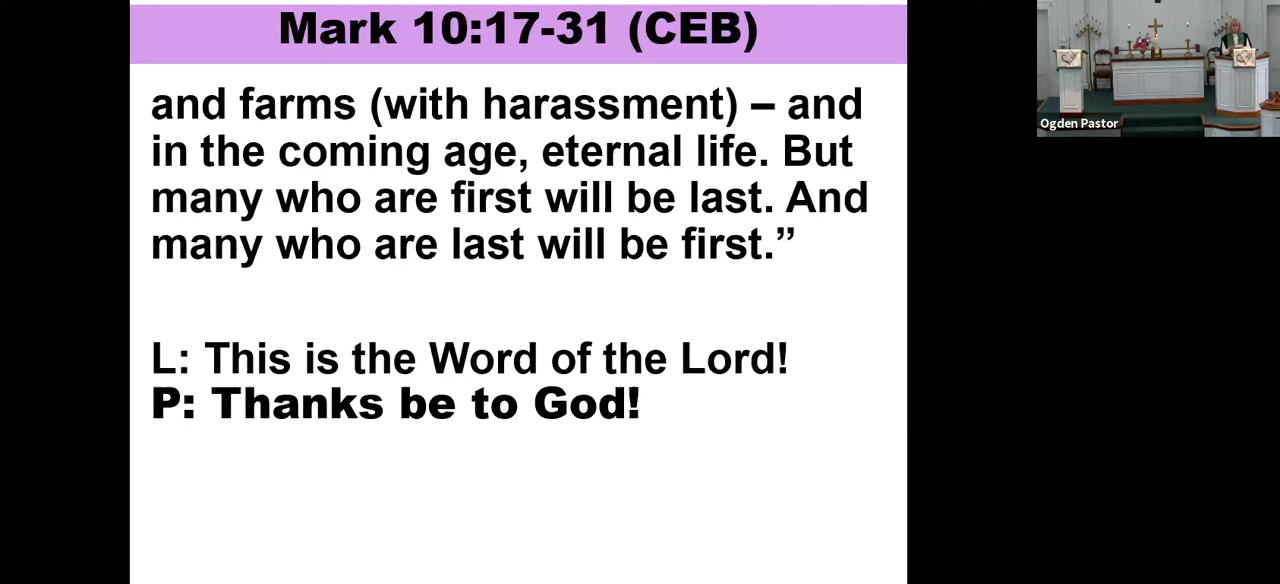 Mark 10:17-31 (CEB)
and farms (with harassment) – and
in the coming age, eternal life. But
many who are first will be last. And
many who are last will be first.”
L: This is the Word of the Lord!
P: Thanks be to God!
Ogden Pastor